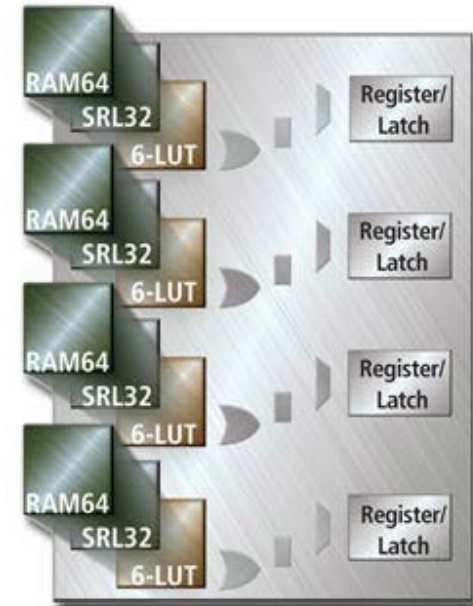 RAM64
SRL32
6-LUT
Register/
Latch
RAM64
SRL32
6-LUT
Register/
Latch
RAM64
SRL32
6-LUT
Register/
Latch
RAM64
SRL32
6-LUT
Register/
Latch